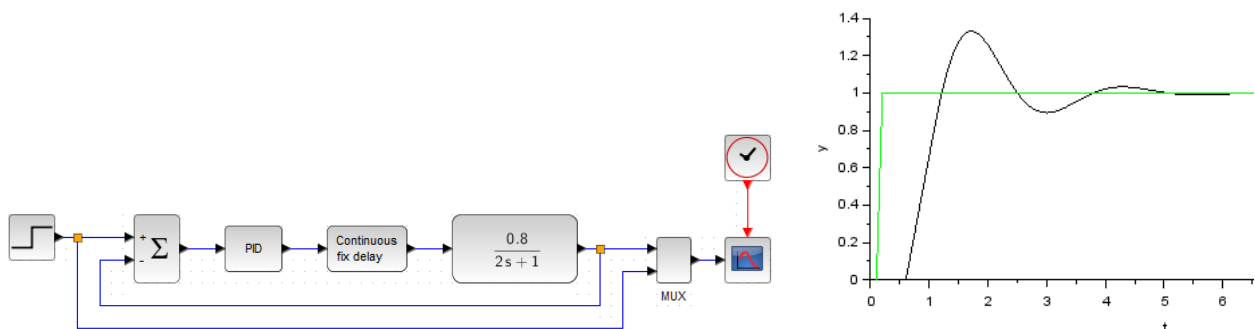 +
-
Σ
PID
Continuous
fix delay
0.8
2s+1
MUX
y
1.4
1.2
1
0.8
0.6
0.4
0.2
0
0 1 2 3 4 5 6
t